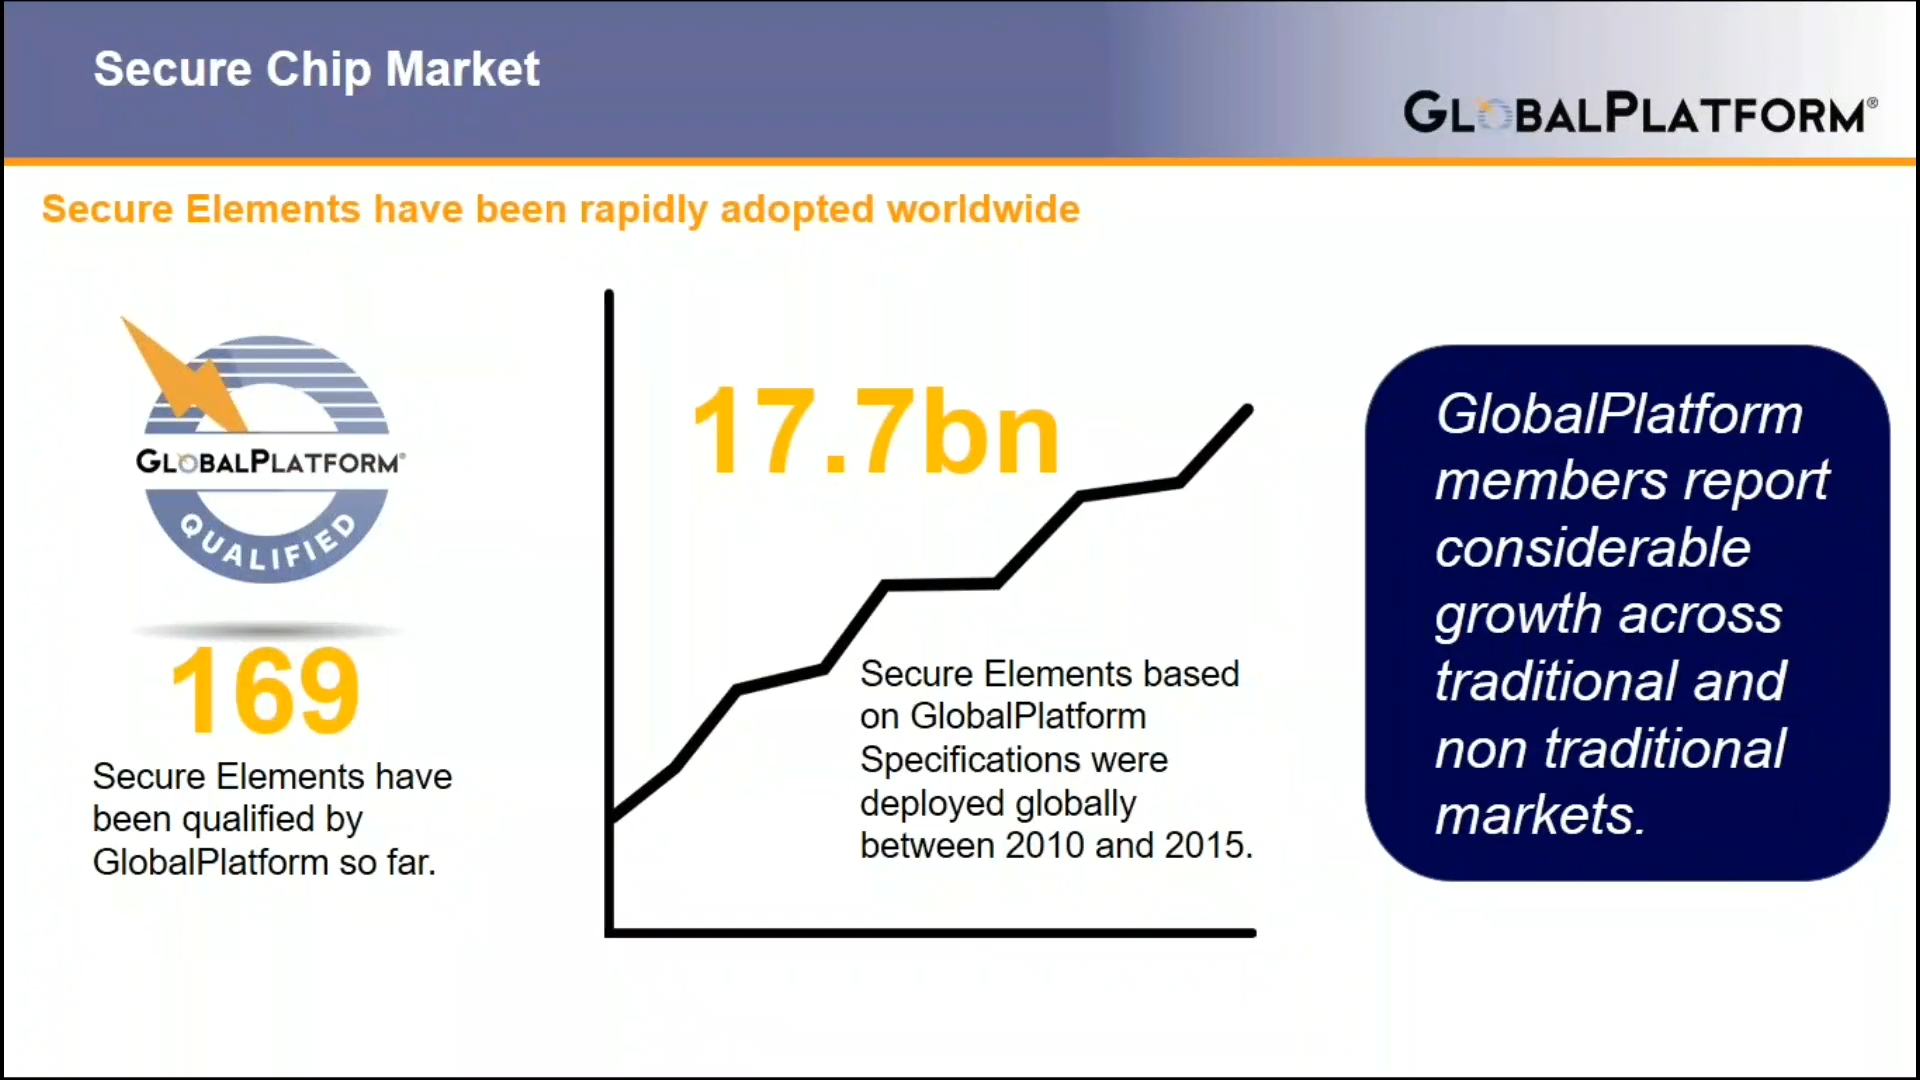 Secure Chip Market
GLOBALPLATFORM®
Secure Elements have been rapidly adopted worldwide
GLOBALPLATFORM®
QUALIFIED
169
Secure Elements have
been qualified by
GlobalPlatform so far.
17.7bn
Secure Elements based
on GlobalPlatform
Specifications were
deployed globally
between 2010 and 2015.
GlobalPlatform
members report
considerable
growth across
traditional and
non traditional
markets.